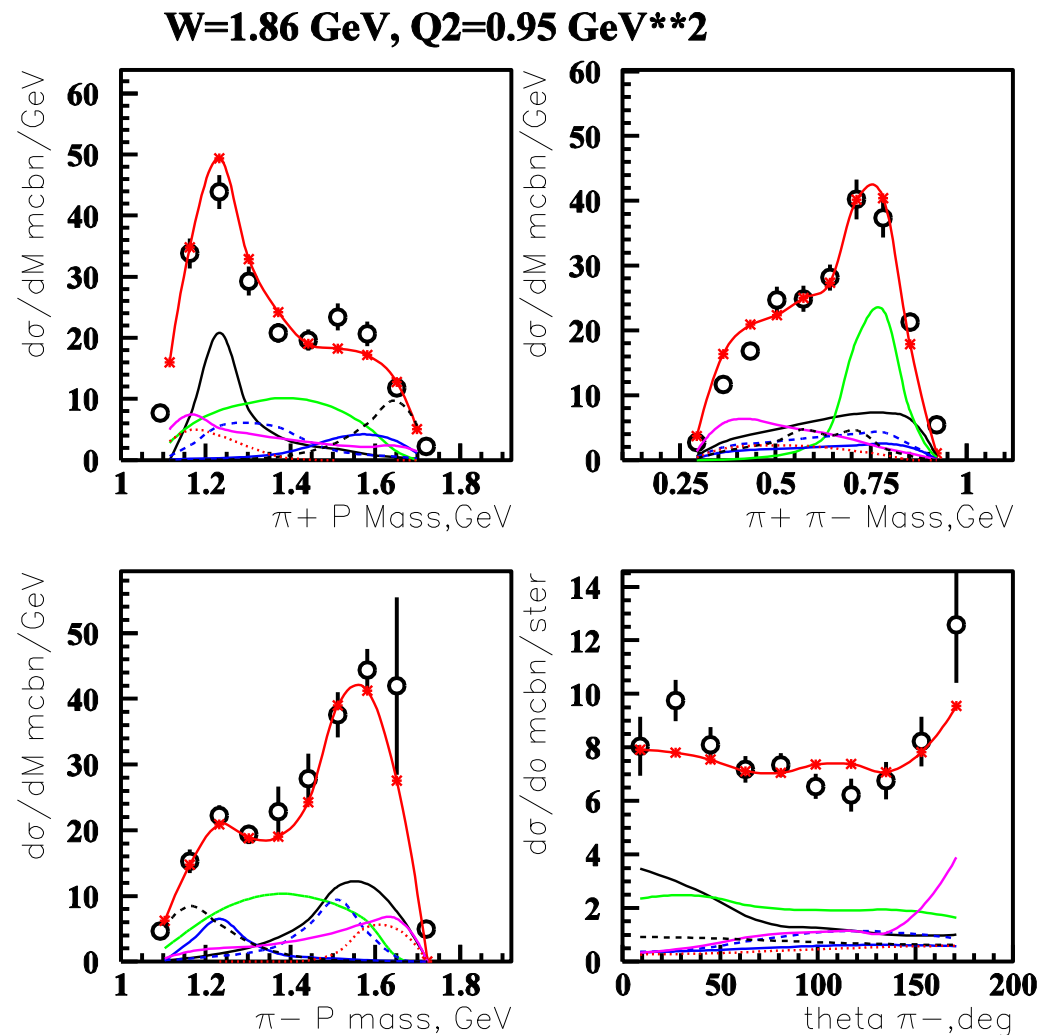 W=1.86 GeV, Q2=0.95 GeV**2
dσ/dM mcbn/GeV
60
50
40
30
20
10
0
1 1.2 1.4 1.6 1.8
π+ P Mass,GeV
dσ/dM mcbn/GeV
60
50
40
30
20
10
0
0.25 0.5 0.75 1
π+ π− Mass,GeV
dσ/dM mcbn/GeV
50
40
30
20
10
0
1 1.2 1.4 1.6 1.8
π− P mass, GeV
dσ/do mcbn/ster
14
12
10
8
6
4
2
0
0 50 100 150 200
theta π−,deg